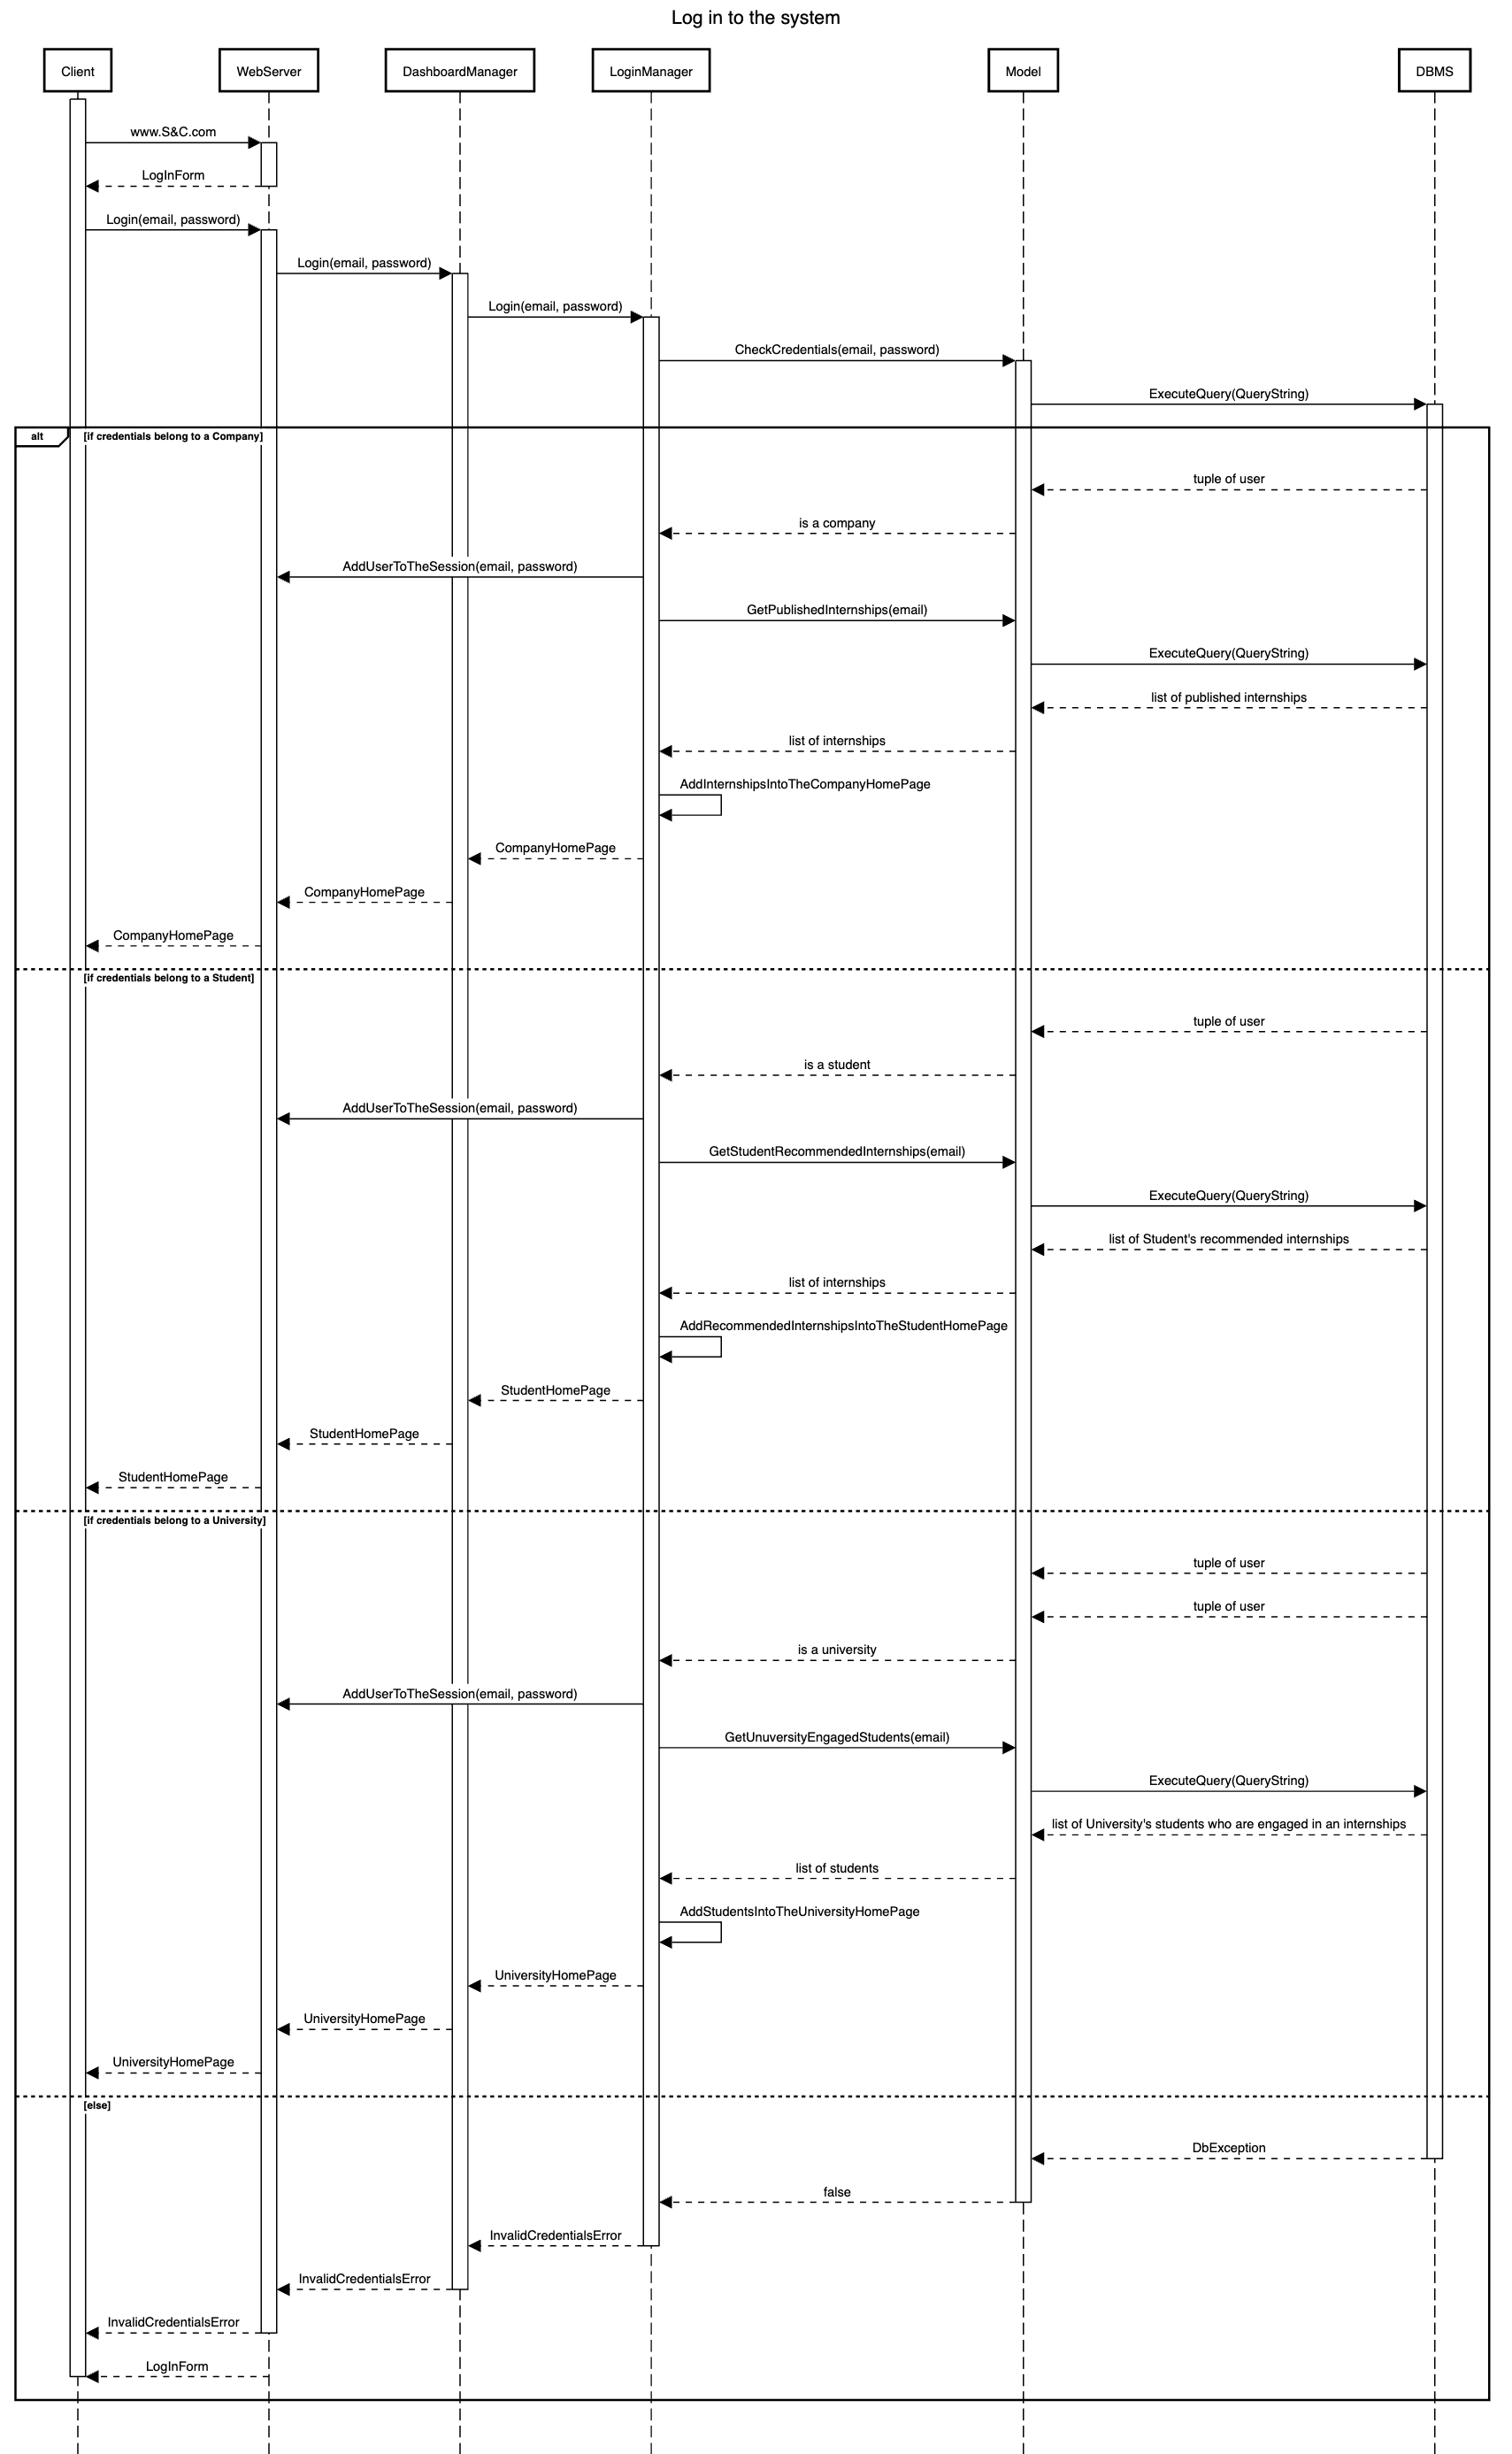 Log in to the system
Client
WebServer
DashboardManager
LoginManager
Model
DBMS
www.S&C.com
LogInForm
Login(email, password)
Login(email, password)
Login(email, password)
CheckCredentials(email, password)
ExecuteQuery(QueryString)
alt
[if credentials belong to a Company]
tuple of user
is a company
AddUserToTheSession(email, password)
GetPublishedInternships(email)
ExecuteQuery(QueryString)
list of published internships
list of internships
AddInternshipsIntoTheCompanyHomePage
CompanyHomePage
CompanyHomePage
CompanyHomePage
[if credentials belong to a Student]
tuple of user
is a student
AddUserToTheSession(email, password)
GetStudentRecommendedInternships(email)
ExecuteQuery(QueryString)
list of Student's recommended internships
list of internships
AddRecommendedInternshipsIntoTheStudentHomePage
StudentHomePage
StudentHomePage
StudentHomePage
[if credentials belong to a University]
tuple of user
tuple of user
is a university
AddUserToTheSession(email, password)
GetUnuversityEngagedStudents(email)
ExecuteQuery(QueryString)
list of University's students who are engaged in an internships
list of students
AddStudentsIntoTheUniversityHomePage
UniversityHomePage
UniversityHomePage
UniversityHomePage
[else]
DbException
false
InvalidCredentialsError
InvalidCredentialsError
InvalidCredentialsError
LogInForm